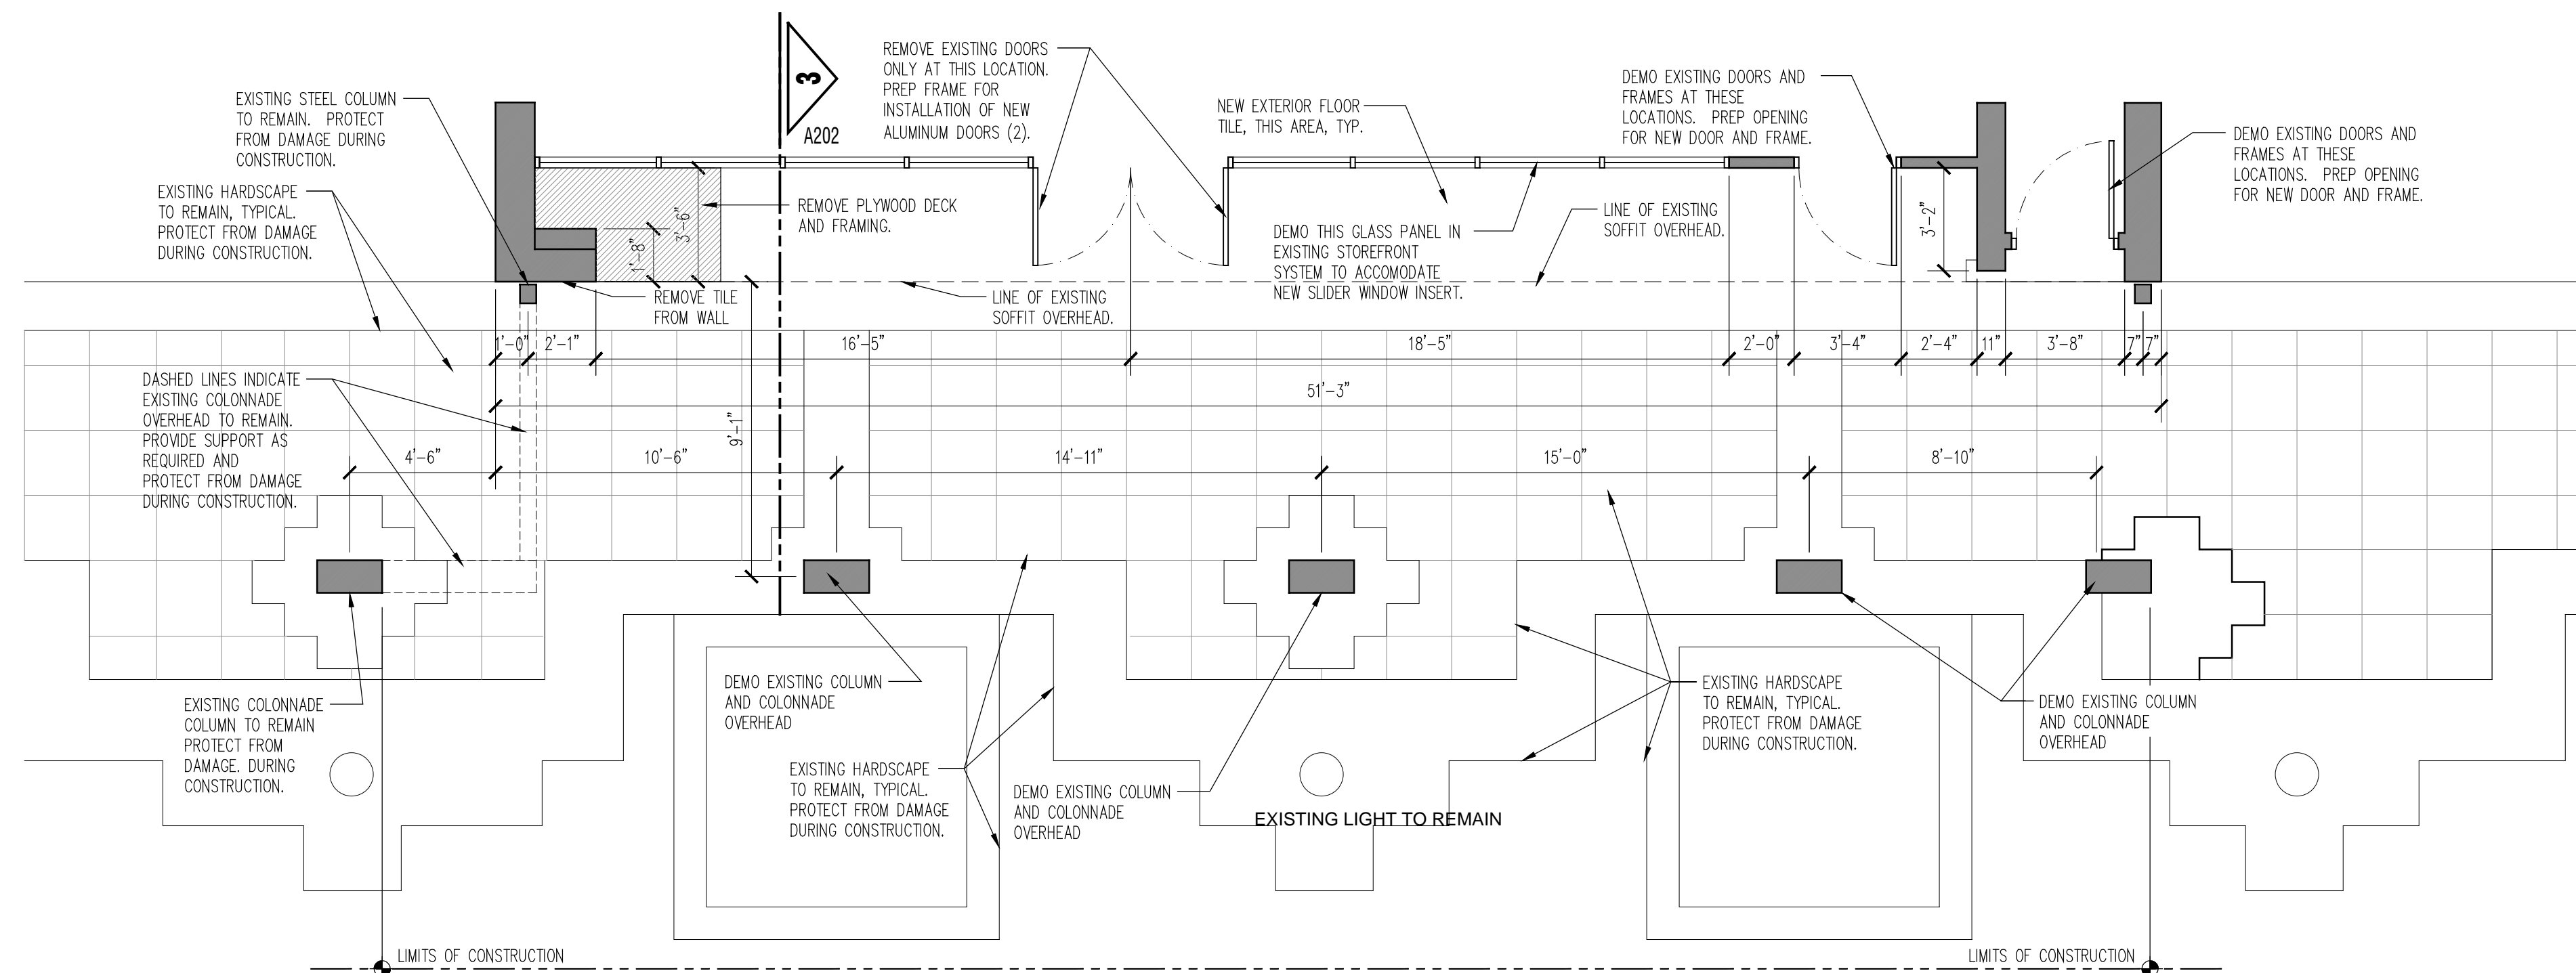 3
A202
REMOVE EXISTING DOORS
ONLY AT THIS LOCATION.
PREP FRAME FOR
INSTALLATION OF NEW
ALUMINUM DOORS (2).
EXISTING STEEL COLUMN
TO REMAIN.  PROTECT
FROM DAMAGE DURING
CONSTRUCTION.
NEW EXTERIOR FLOOR
TILE, THIS AREA, TYP.
DEMO EXISTING DOORS AND
FRAMES AT THESE
LOCATIONS.  PREP OPENING
FOR NEW DOOR AND FRAME.
DEMO EXISTING DOORS AND
FRAMES AT THESE
LOCATIONS.  PREP OPENING
FOR NEW DOOR AND FRAME.
EXISTING HARDSCAPE
TO REMAIN, TYPICAL.
PROTECT FROM DAMAGE
DURING CONSTRUCTION.
REMOVE PLYWOOD DECK
AND FRAMING.
3'-6"
1'-8"
DEMO THIS GLASS PANEL IN
EXISTING STOREFRONT
SYSTEM TO ACCOMODATE
NEW SLIDER WINDOW INSERT.
LINE OF EXISTING
SOFFIT OVERHEAD.
3'-2"
REMOVE TILE
FROM WALL
LINE OF EXISTING
SOFFIT OVERHEAD.
1'-0"
2'-1"
16'-5"
18'-5"
2'-0"
3'-4"
2'-4"
11"
3'-8"
7"
7"
51'-3"
9'-1"
DASHED LINES INDICATE
EXISTING COLONNADE
OVERHEAD TO REMAIN.
PROVIDE SUPPORT AS
REQUIRED AND
PROTECT FROM DAMAGE
DURING CONSTRUCTION.
4'-6"
10'-6"
14'-11"
15'-0"
8'-10"
EXISTING COLONNADE
COLUMN TO REMAIN
PROTECT FROM
DAMAGE. DURING
CONSTRUCTION.
DEMO EXISTING COLUMN
AND COLONNADE
OVERHEAD
EXISTING HARDSCAPE
TO REMAIN, TYPICAL.
PROTECT FROM DAMAGE
DURING CONSTRUCTION.
DEMO EXISTING COLUMN
AND COLONNADE
OVERHEAD
EXISTING LIGHT TO REMAIN
EXISTING HARDSCAPE
TO REMAIN, TYPICAL.
PROTECT FROM DAMAGE
DURING CONSTRUCTION.
DEMO EXISTING COLUMN
AND COLONNADE
OVERHEAD
LIMITS OF CONSTRUCTION
LIMITS OF CONSTRUCTION